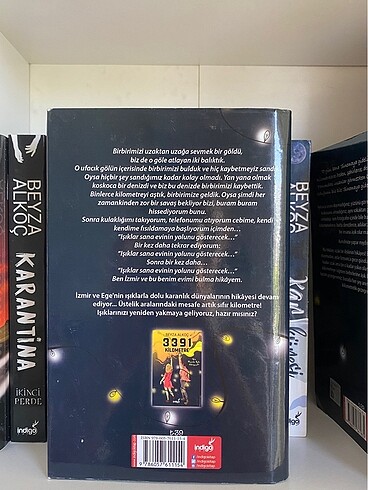 Birbirimizi uzaktan uzağa sevmek bir göldü,
biz de o göle atlayan iki balıktık.
O ufacık gölün içerisinde birbirimizi bulduk ve hiç kaybetmeyiz sandık.
Oysa hiçbir şey sandığımız kadar kolay olmadı. Yan yana olmak
koskoca bir denizdi ve biz bu denizde birbirimizi kaybettik.
Binlerce kilometreyi aştık, birbirimize geldik. Oysa şimdi her
zamankinden zor bir savaş bekliyor bizi, buram buram
hissediyorum bunu.
Sonra kulaklığımı takıyorum, telefonumu atıyorum cebime, kendi
kendime fısıldamaya başlıyorum içimden...
“Işıklar sana evinin yolunu gösterecek...”
Bir kez daha tekrar ediyorum:
“Işıklar sana evinin yolunu gösterecek...”
Sonra bir kez daha...
“Işıklar sana evinin yolunu gösterecek...”
Ben İzmir ve bu benim evimi bulma hikâyem.
İzmir ve Ege'nin ışıklarla dolu karanlık dünyalarının hikâyesi devam
ediyor... Üstelik aralarındaki mesafe artık sıfır kilometre!
Işıklarınızı yeniden yakmaya geliyoruz, hazır mısınız?
BEYZA ALKOÇ
3391
KİLOMETRE
₺39
9 786057 611154
indigo
BEYZA
ALKOÇ
KARANTİNA
İKİNCİ
PERDE
indigo
BEYZA
indigo